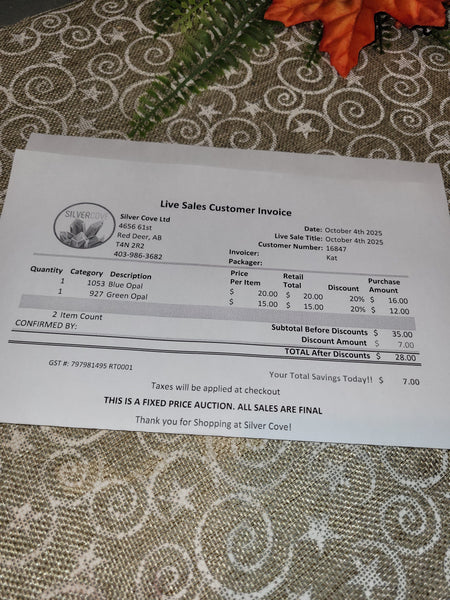 Live Sales Customer Invoice
SILVERCOVE
Silver Cove Ltd
4656 61st
Red Deer, AB
T4N 2R2
403-986-3682
Date: October 4th 2025
Live Sale Title: October 4th 2025
Customer Number: 16847
Invoicer: Kat
Packager:
Quantity Category Description Price Per Item Retail Total Discount Purchase Amount
1 1053 Blue Opal $ 20.00 $ 20.00 20% $ 16.00
1 927 Green Opal $ 15.00 $ 15.00 20% $ 12.00
2 Item Count
Subtotal Before Discounts $ 35.00
CONFIRMED BY:
Discount Amount $ 7.00
TOTAL After Discounts $ 28.00
GST #: 797981495 RT0001
Your Total Savings Today!! $ 7.00
Taxes will be applied at checkout
THIS IS A FIXED PRICE AUCTION. ALL SALES ARE FINAL
Thank you for Shopping at Silver Cove!